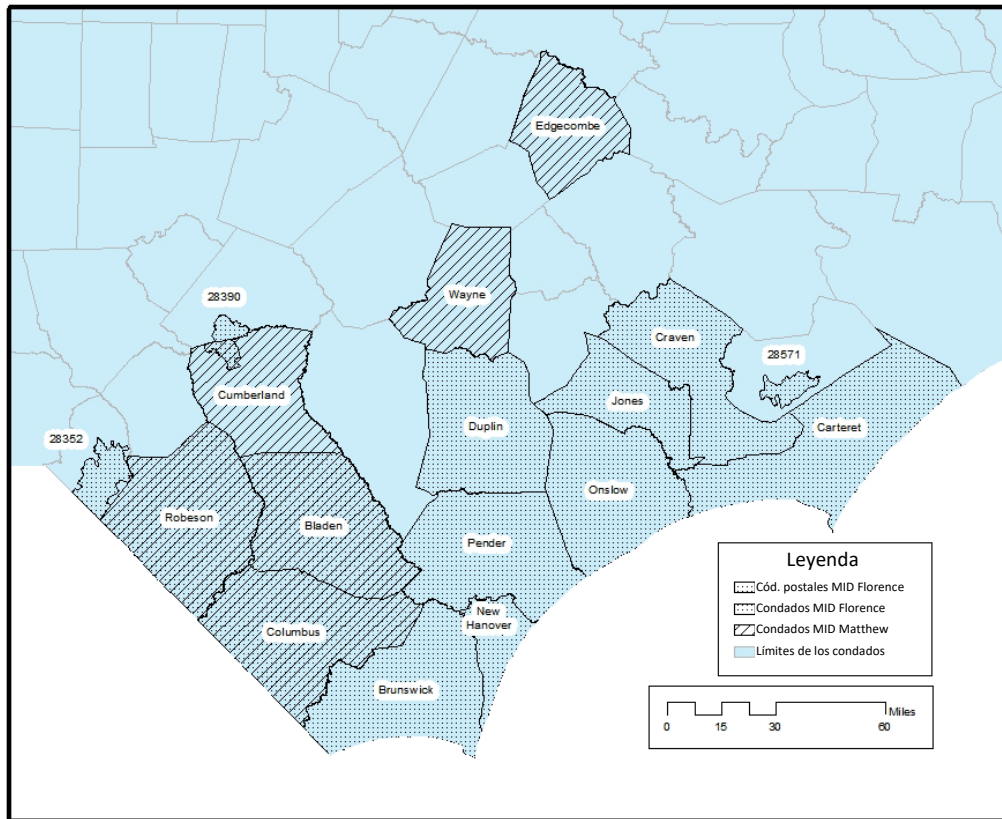 Edgecombe
Wayne
28390
Craven
28571
Cumberland
Jones
Duplin
Carteret
28352
Onslow
Robeson
Bladen
Pender
New
Hanover
Columbus
Brunswick
Leyenda
Cód. postales MID Florence
Condados MID Florence
Condados MID Matthew
Límites de los condados
Miles
0 15 30 60